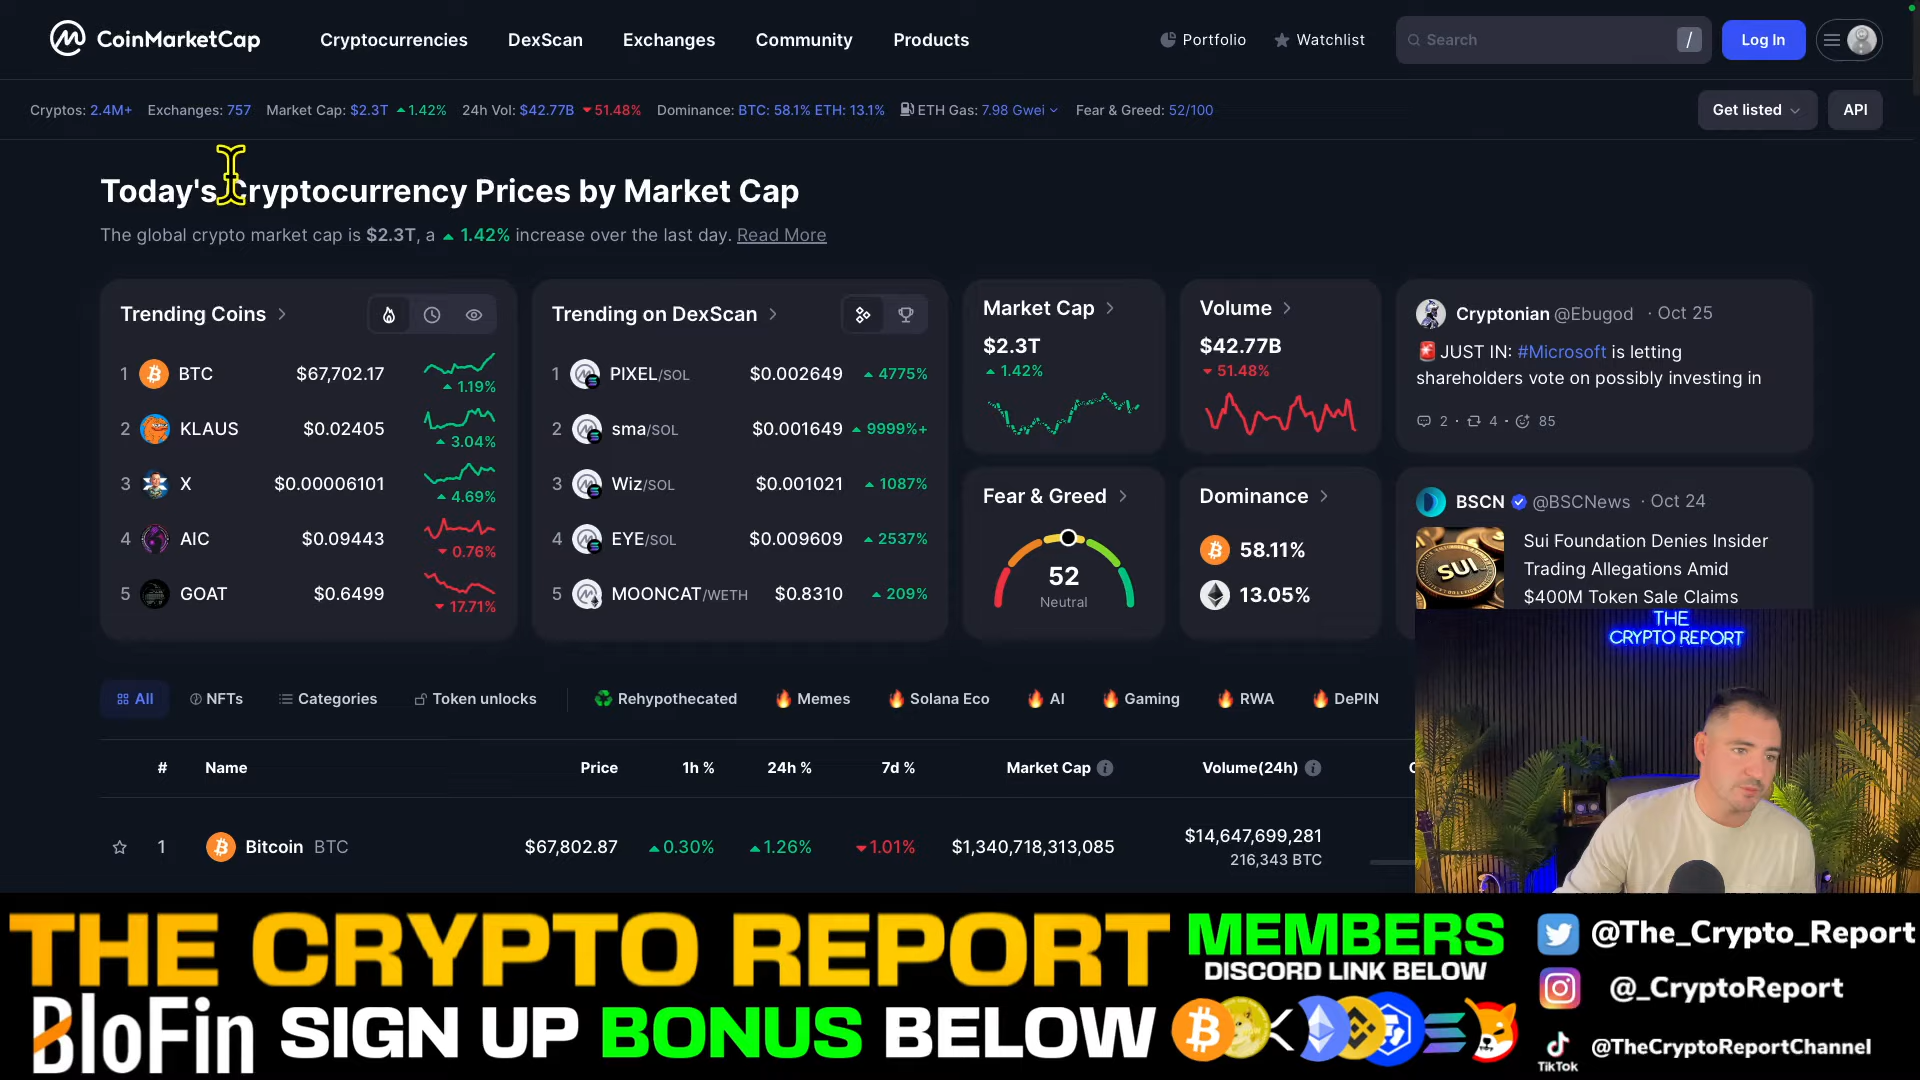 CoinMarketCap Cryptocurrencies DexScan Exchanges Community Products Portfolio Watchlist Search / Log In
Cryptos: 2.4M+ Exchanges: 757 Market Cap: $2.3T 1.42% 24h Vol: $42.77B 51.48% Dominance: BTC: 58.1% ETH: 13.1% ETH Gas: 7.98 Gwei Fear & Greed: 52/100 Get listed API
Today's Cryptocurrency Prices by Market Cap
The global crypto market cap is $2.3T, a 1.42% increase over the last day. Read More
Trending Coins
1 BTC $67,702.17 1.19%
2 KLAUS $0.02405 3.04%
3 X $0.00006101 4.69%
4 AIC $0.09443 0.76%
5 GOAT $0.6499 17.71%
Trending on DexScan
1 PIXEL/SOL $0.002649 4775%
2 sma/SOL $0.001649 9999%+
3 Wiz/SOL $0.001021 1087%
4 EYE/SOL $0.009609 2537%
5 MOONCAT/WETH $0.8310 209%
Market Cap
$2.3T
1.42%
Volume
$42.77B
51.48%
Fear & Greed
52
Neutral
Dominance
58.11%
13.05%
Cryptonian @Ebugod · Oct 25
JUST IN: #Microsoft is letting
shareholders vote on possibly investing in
2 · 4 · 85
BSCN @BSCNews · Oct 24
Sui Foundation Denies Insider
Trading Allegations Amid
$400M Token Sale Claims
SUI
All NFTs Categories Token unlocks Rehypothecated Memes Solana Eco AI Gaming RWA DePIN
# Name Price 1h % 24h % 7d % Market Cap Volume(24h)
1 Bitcoin BTC $67,802.87 0.30% 1.26% 1.01% $1,340,718,313,085 $14,647,699,281
216,343 BTC
THE
CRYPTO REPORT
THE CRYPTO REPORT
BloFin SIGN UP BONUS BELOW
MEMBERS
DISCORD LINK BELOW
@The_Crypto_Report
@_CryptoReport
TikTok @TheCryptoReportChannel